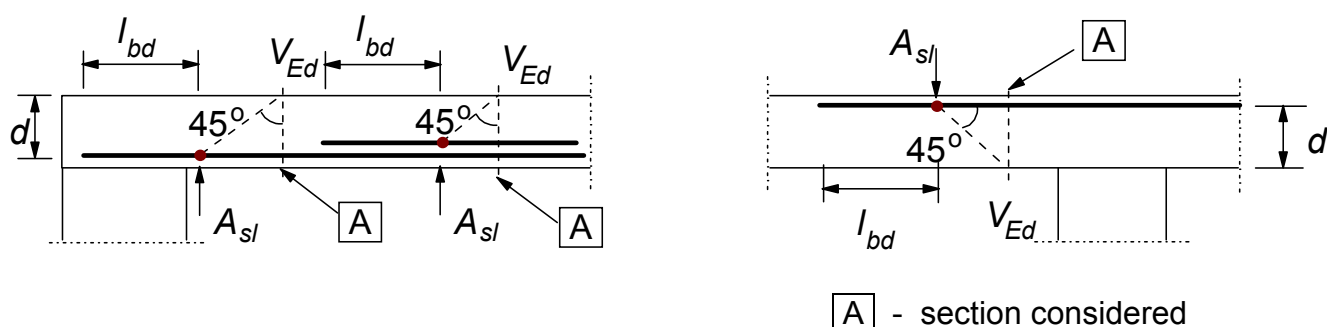 l_bd l_bd
V_Ed V_Ed
d
45° 45°
A_sl A A_sl A
A_sl A
45° d
l_bd V_Ed
A - section considered